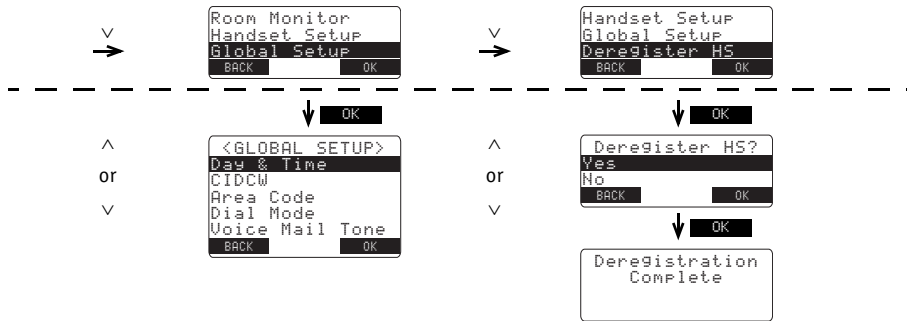 Room Monitor
Handset Setup
Global Setup
BACK OK
Handset Setup
Global Setup
Deregister HS
BACK OK
OK
<GLOBAL SETUP>
Day & Time
CIDCW
Area Code
Dial Mode
Voice Mail Tone
BACK OK
or
OK
Deregister HS?
Yes
No
BACK OK
or
OK
Deregistration
Complete